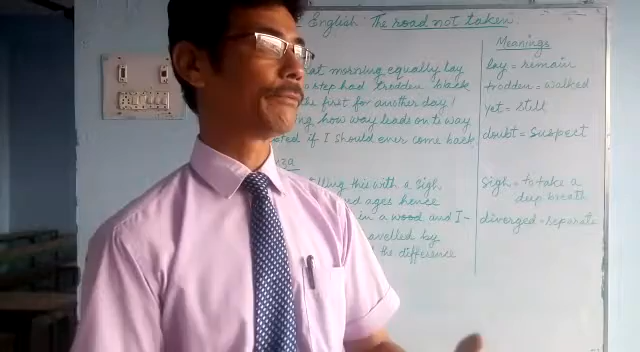 English: The road not taken
at morning equally lay
step had trodden black
first for another day!
how way leads on to way
if I should ever come back.
this with a sigh
ages hence
in a wood and I-
by
the difference
Meanings
lay = remain
trodden = walked
yet = still
doubt = suspect
Sigh = to take a
deep breath
diverged = separate